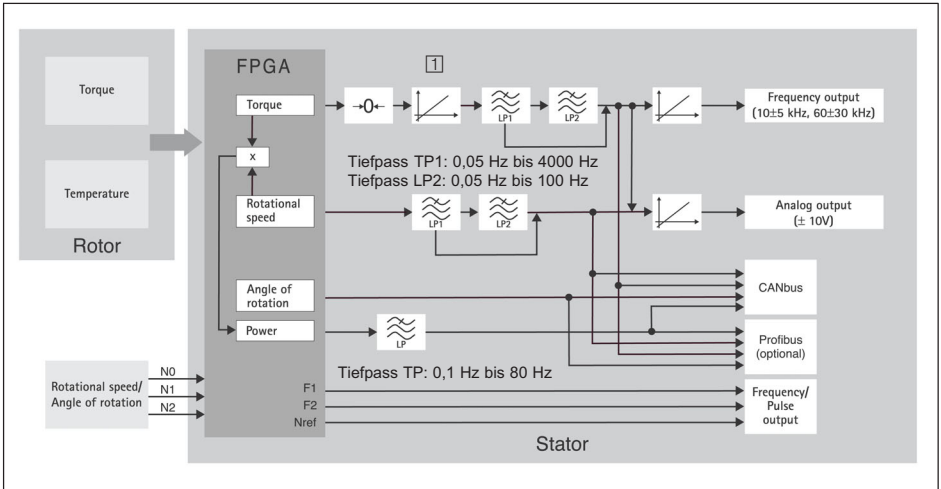 Torque
Temperature
Rotor
FPGA
1
Torque
x
Rotational
speed
Angle of
rotation
Power
→0←
LP1
LP2
Tiefpass TP1: 0,05 Hz bis 4000 Hz
Tiefpass LP2: 0,05 Hz bis 100 Hz
LP1
LP2
LP
Tiefpass TP: 0,1 Hz bis 80 Hz
Frequency output
(10±5 kHz, 60±30 kHz)
Analog output
(± 10V)
CANbus
Profibus
(optional)
Frequency/
Pulse
output
Rotational speed/
Angle of rotation
N0
N1
N2
F1
F2
Nref
Stator